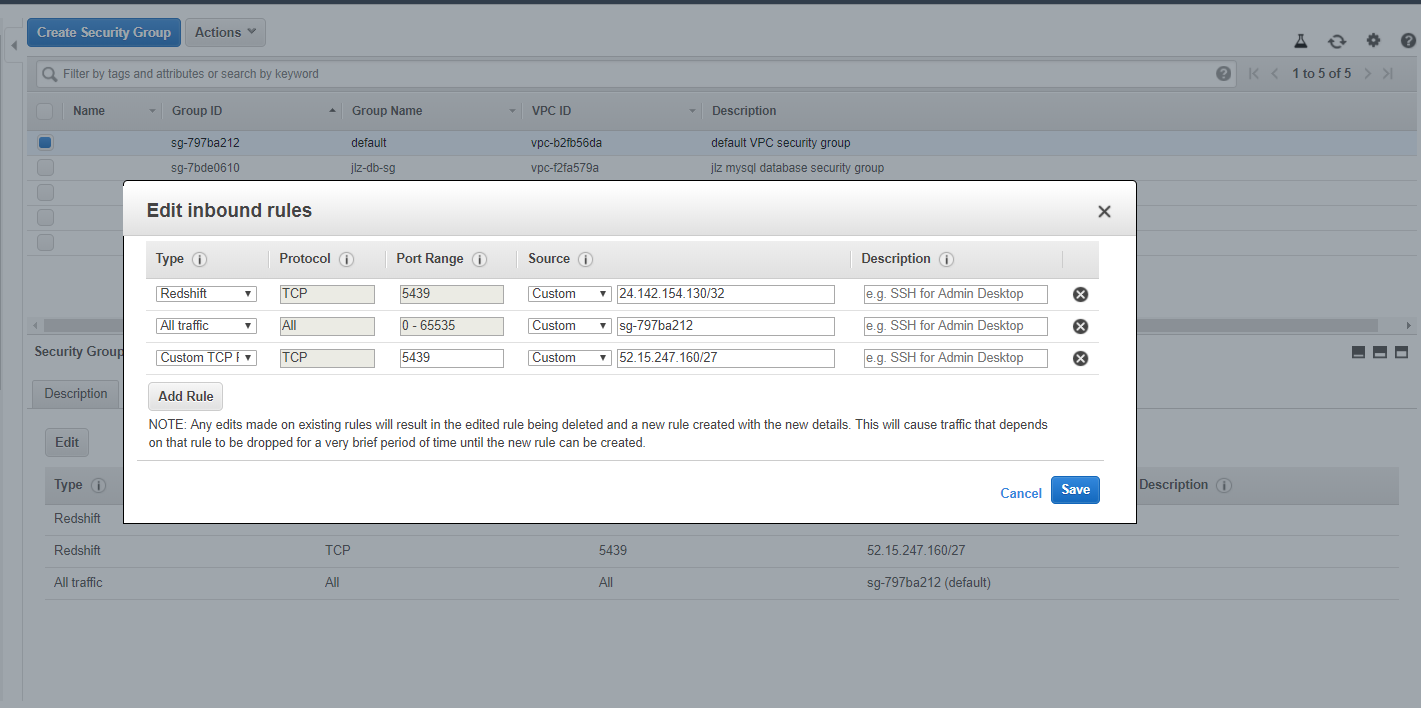 Create Security Group Actions
Filter by tags and attributes or search by keyword 1 to 5 of 5
Name Group ID Group Name VPC ID Description
sg-797ba212 default vpc-b2fb56da default VPC security group
sg-7bde0610 jlz-db-sg vpc-f2fa579a jlz mysql database security group
Edit inbound rules
Type Protocol Port Range Source Description
Redshift TCP 5439 Custom 24.142.154.130/32 e.g. SSH for Admin Desktop
All traffic All 0 - 65535 Custom sg-797ba212 e.g. SSH for Admin Desktop
Custom TCP TCP 5439 Custom 52.15.247.160/27 e.g. SSH for Admin Desktop
Add Rule
NOTE: Any edits made on existing rules will result in the edited rule being deleted and a new rule created with the new details. This will cause traffic that depends
on that rule to be dropped for a very brief period of time until the new rule can be created.
Cancel Save
Security Group
Description
Edit
Type Description
Redshift
Redshift TCP 5439 52.15.247.160/27
All traffic All All sg-797ba212 (default)